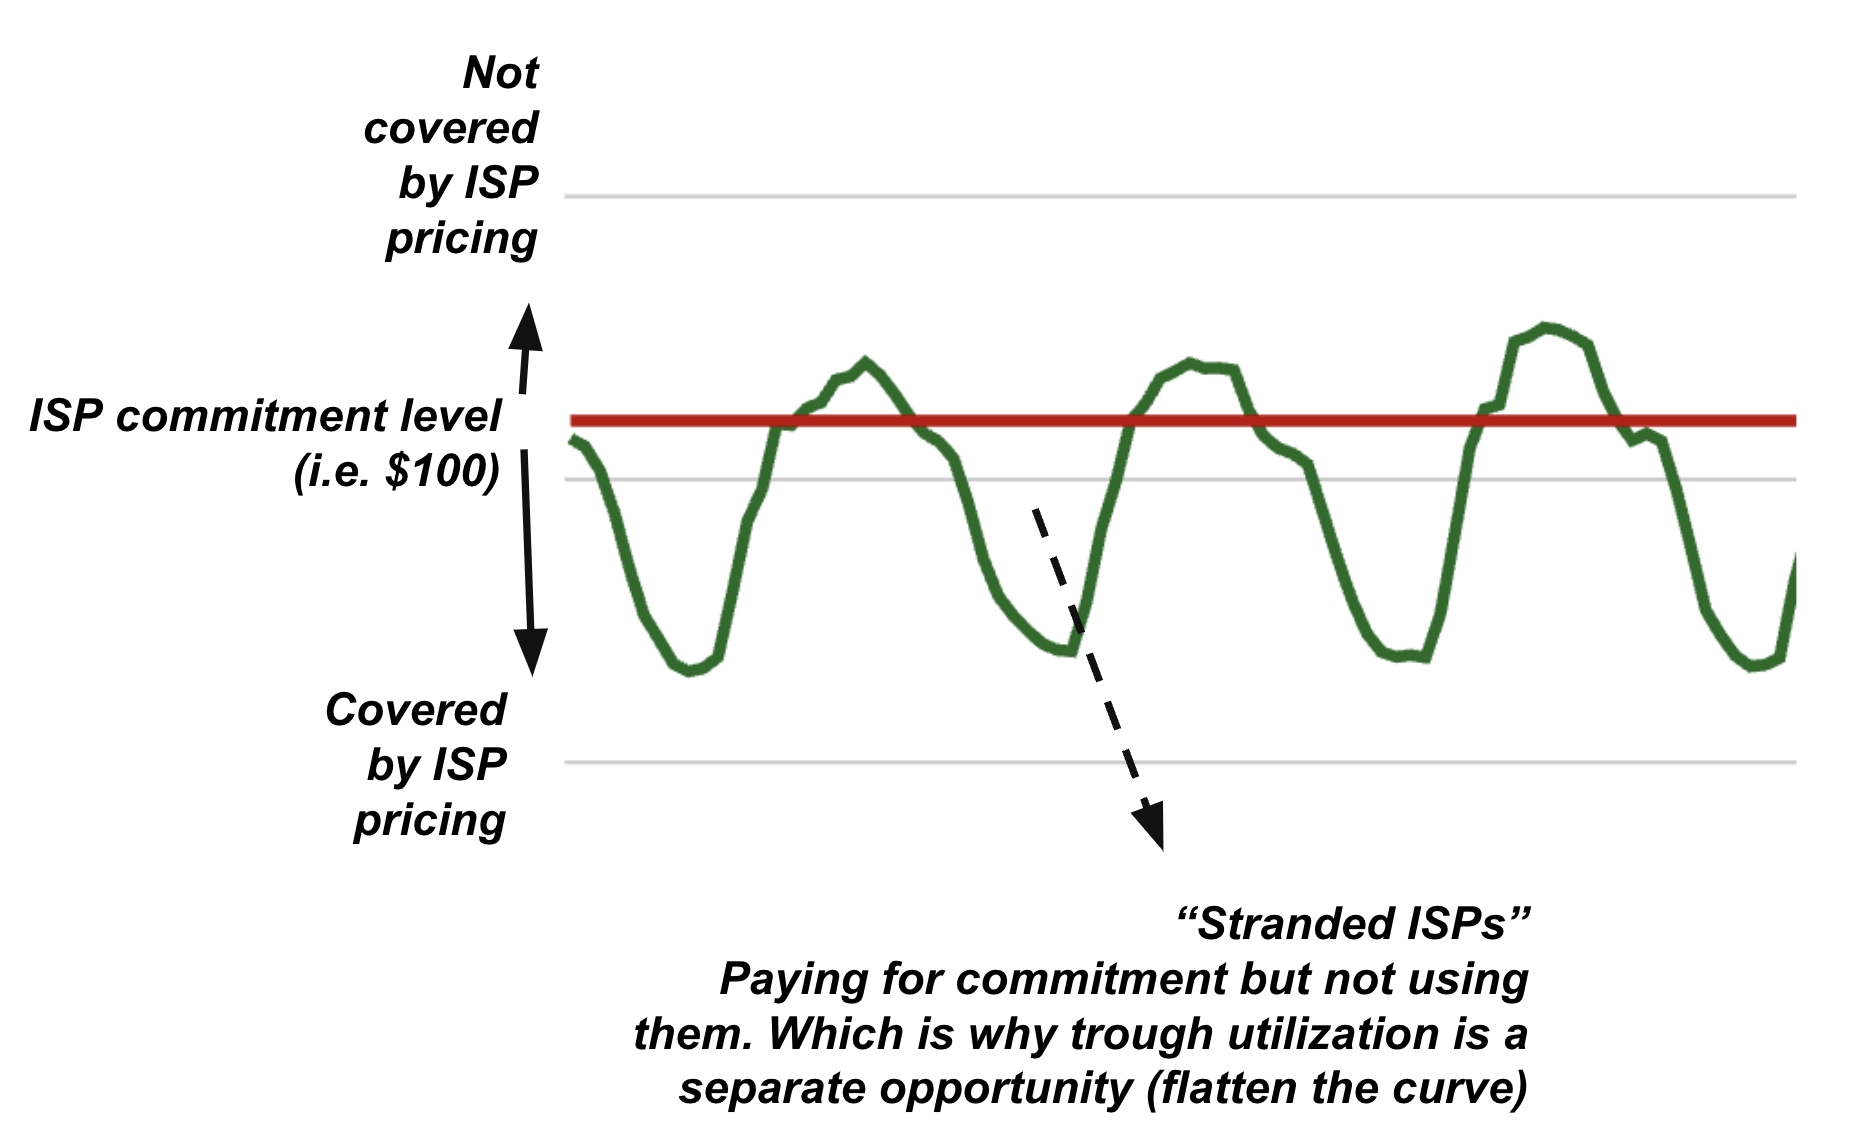 Not
covered
by ISP
pricing
ISP commitment level
(i.e. $100)
Covered
by ISP
pricing
“Stranded ISPs”
Paying for commitment but not using
them. Which is why trough utilization is a
separate opportunity (flatten the curve)